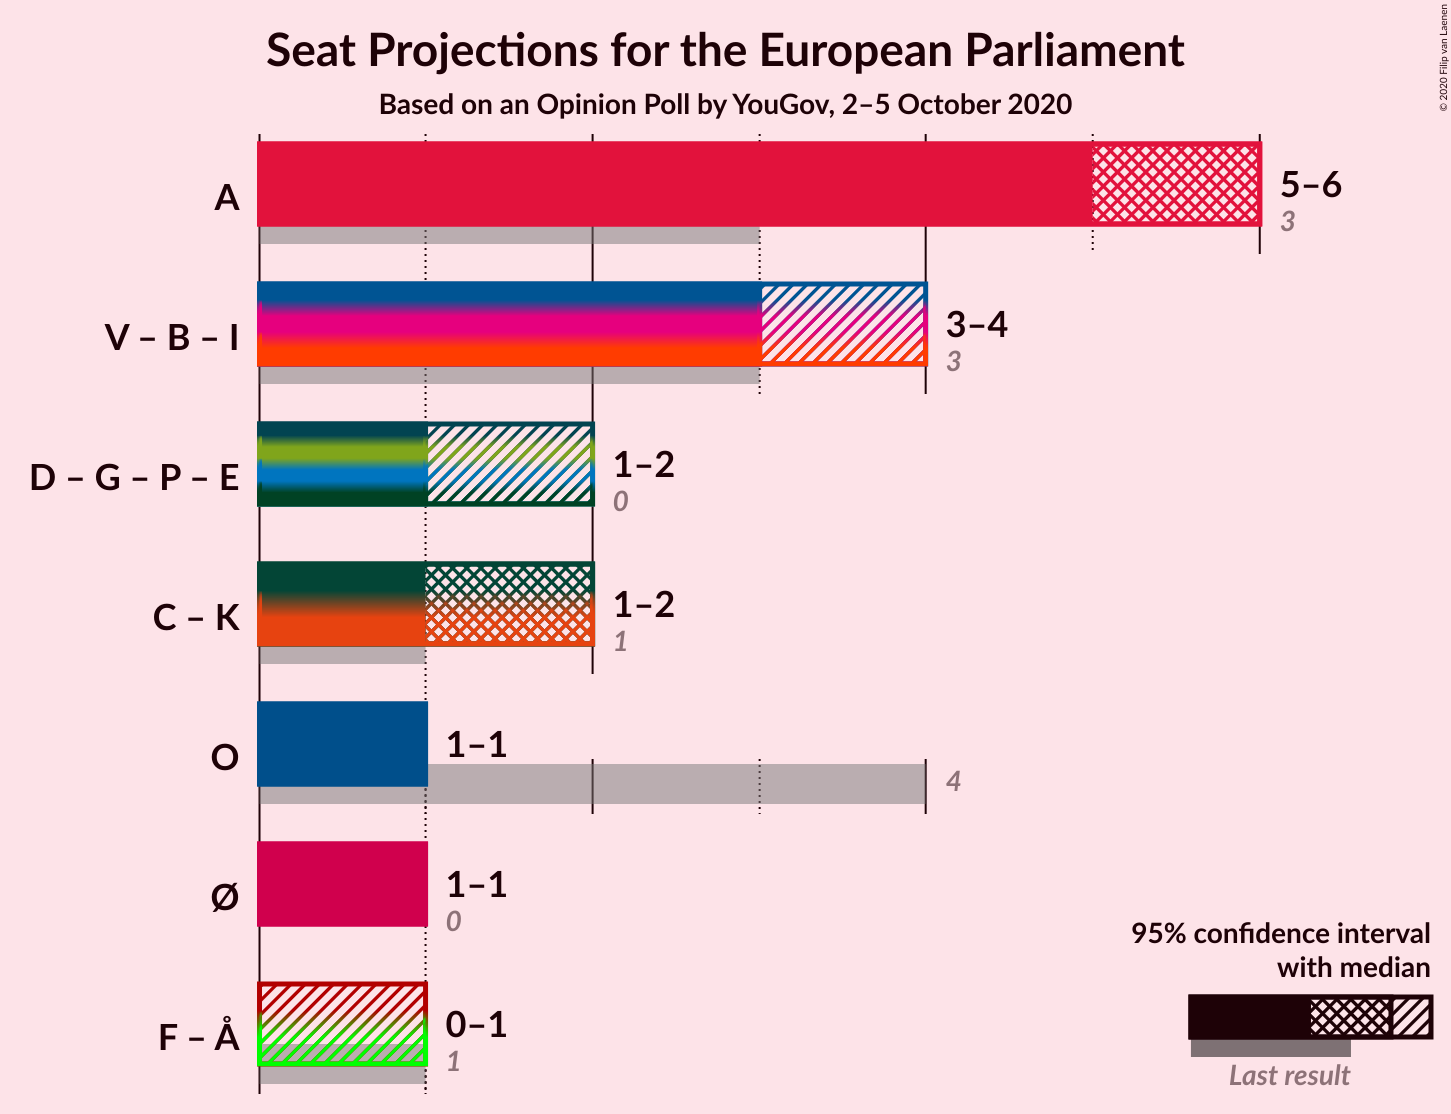 Seat Projections for the European Parliament
Based on an Opinion Poll by YouGov, 2–5 October 2020
© 2020 Filip van Laenen
A
5–6
3
V – B – I
3–4
3
D – G – P – E
1–2
0
C – K
1–2
1
O
1–1
4
Ø
1–1
0
F – Å
0–1
1
95% confidence interval
with median
Last result